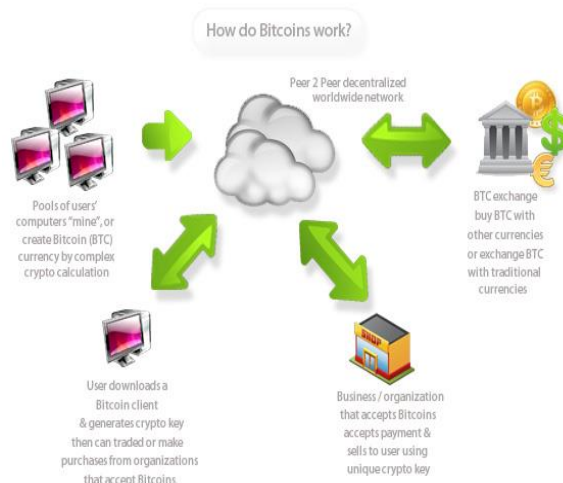 How do Bitcoins work?
Peer 2 Peer decentralized
worldwide network
Pools of users'
computers "mine", or
create Bitcoin (BTC)
currency by complex
crypto calculation
BTC exchange
buy BTC with
other currencies
or exchange BTC
with traditional
currencies
User downloads a
Bitcoin client
& generates crypto key
then can traded or make
purchases from organizations
that accept Bitcoins.
SHOP
Business / organization
that accepts Bitcoins
accepts payment &
sells to user using
unique crypto key